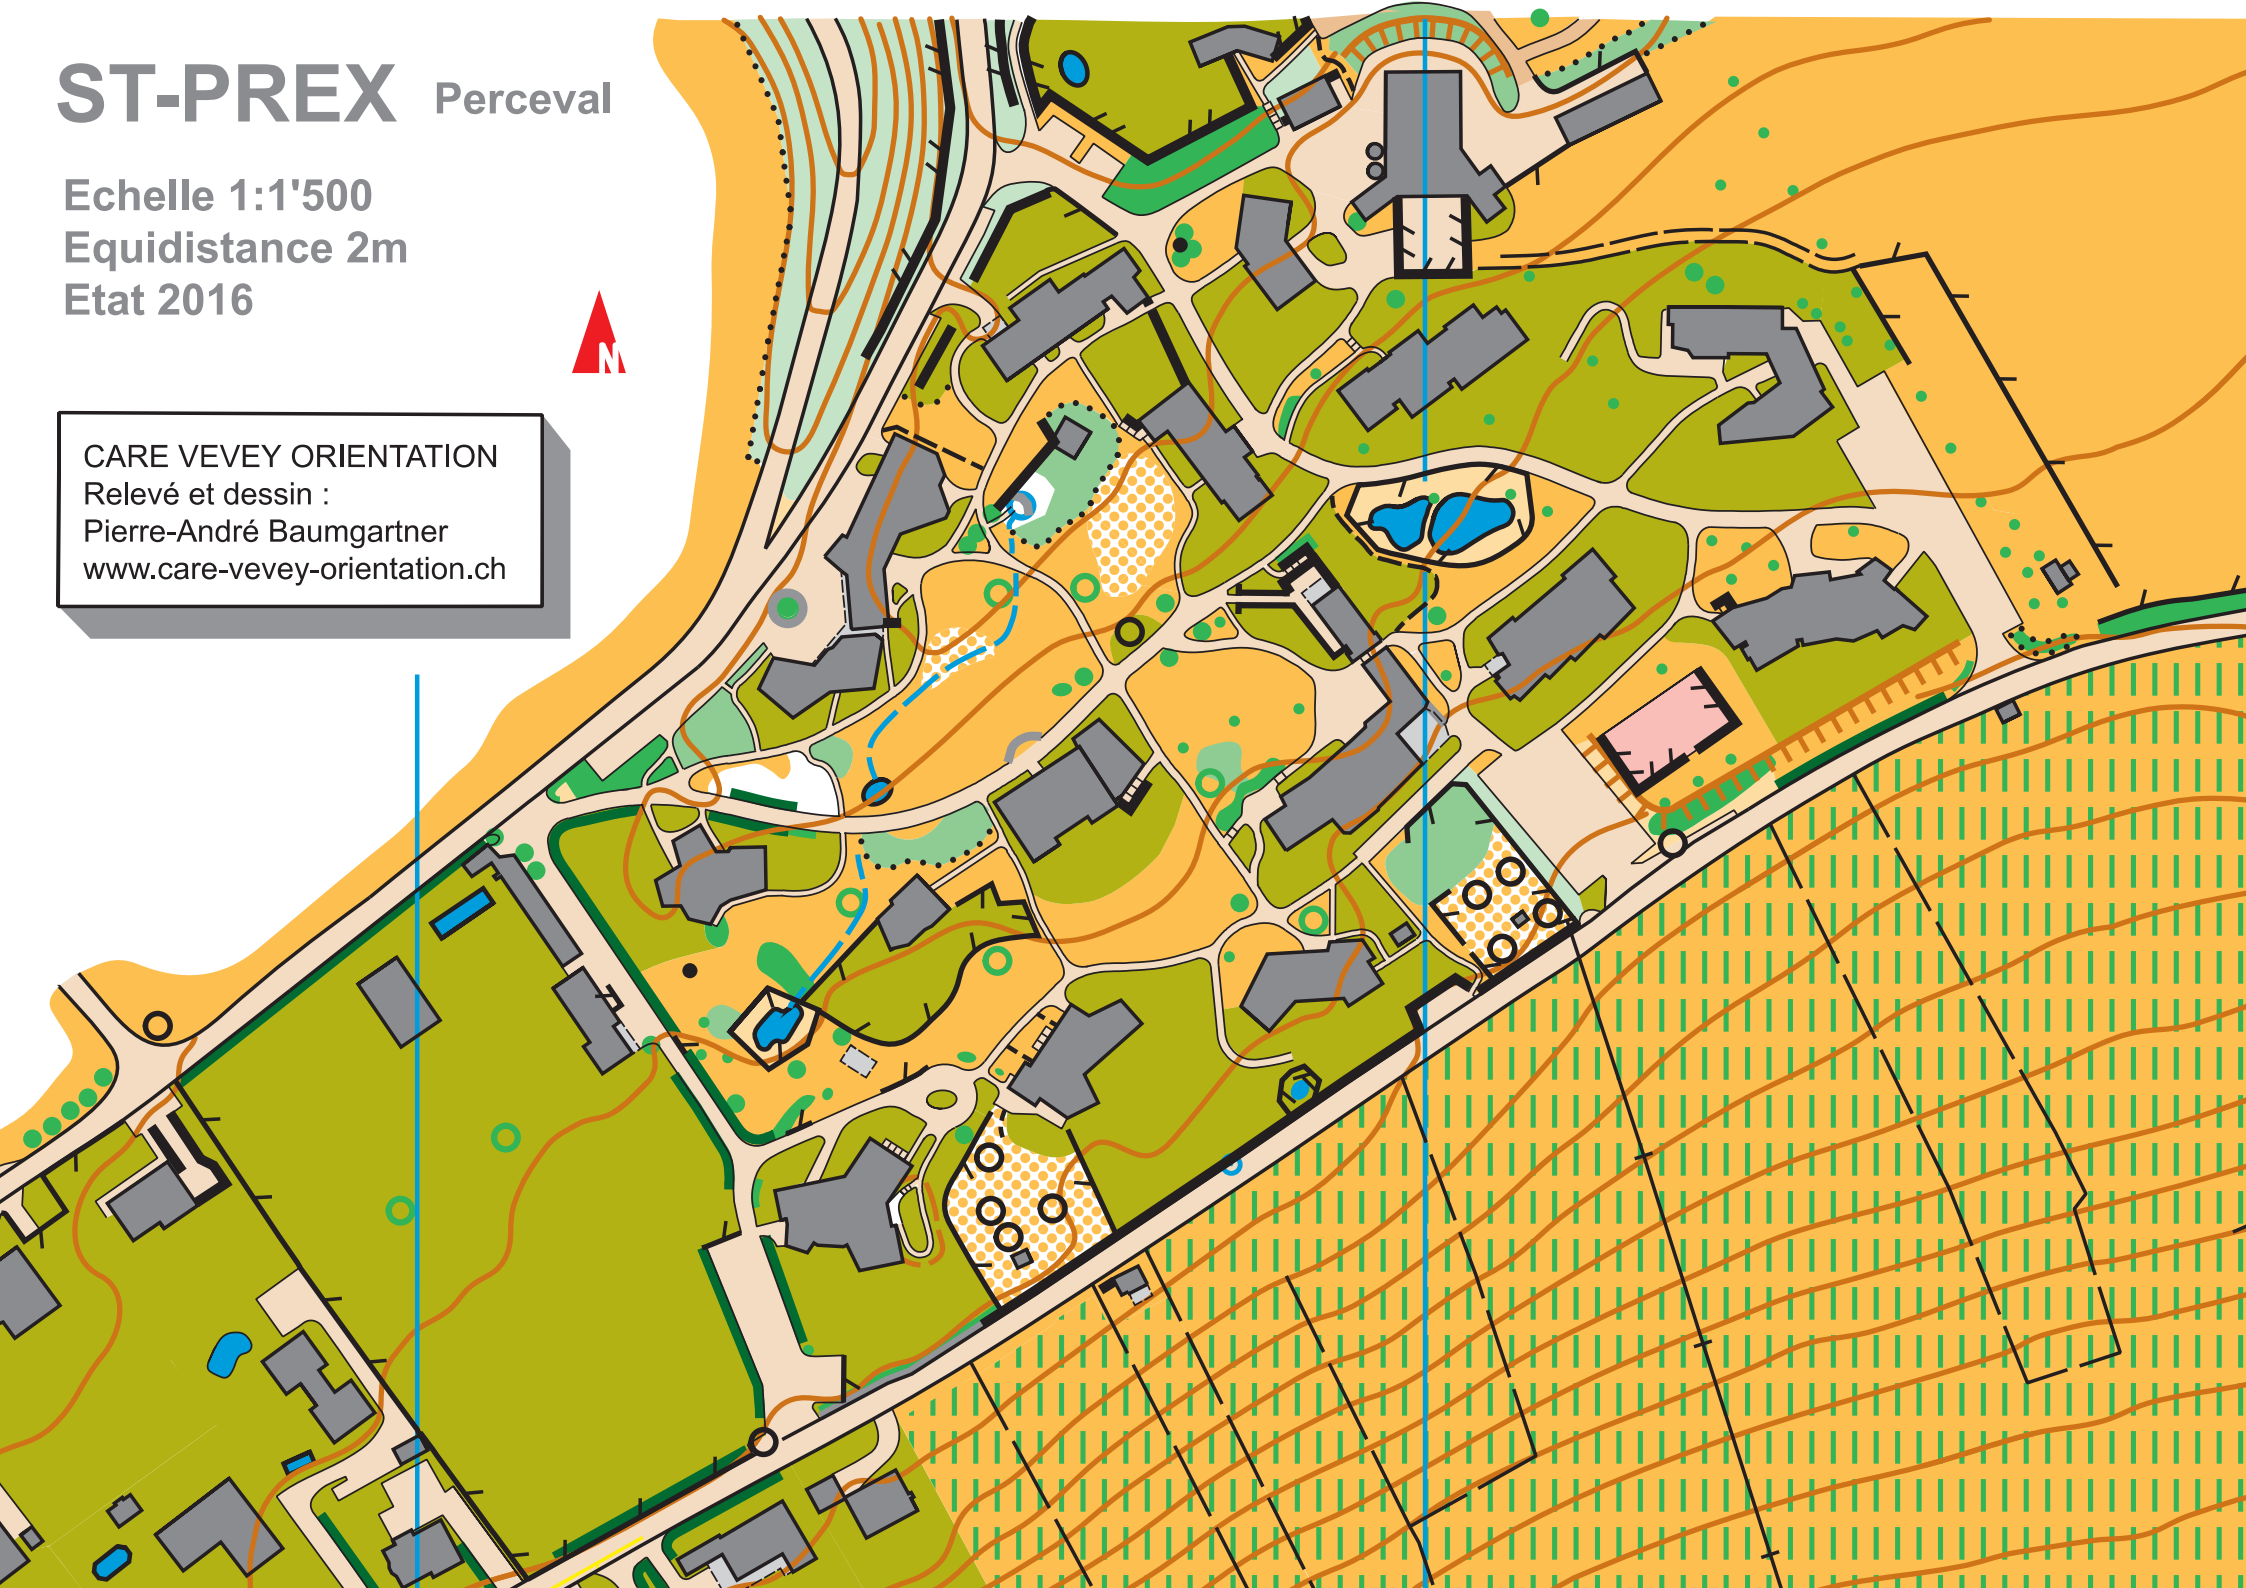 ST-PREX Perceval
Echelle 1:1'500
Equidistance 2m
Etat 2016
N
CARE VEVEY ORIENTATION
Relevé et dessin :
Pierre-André Baumgartner
www.care-vevey-orientation.ch